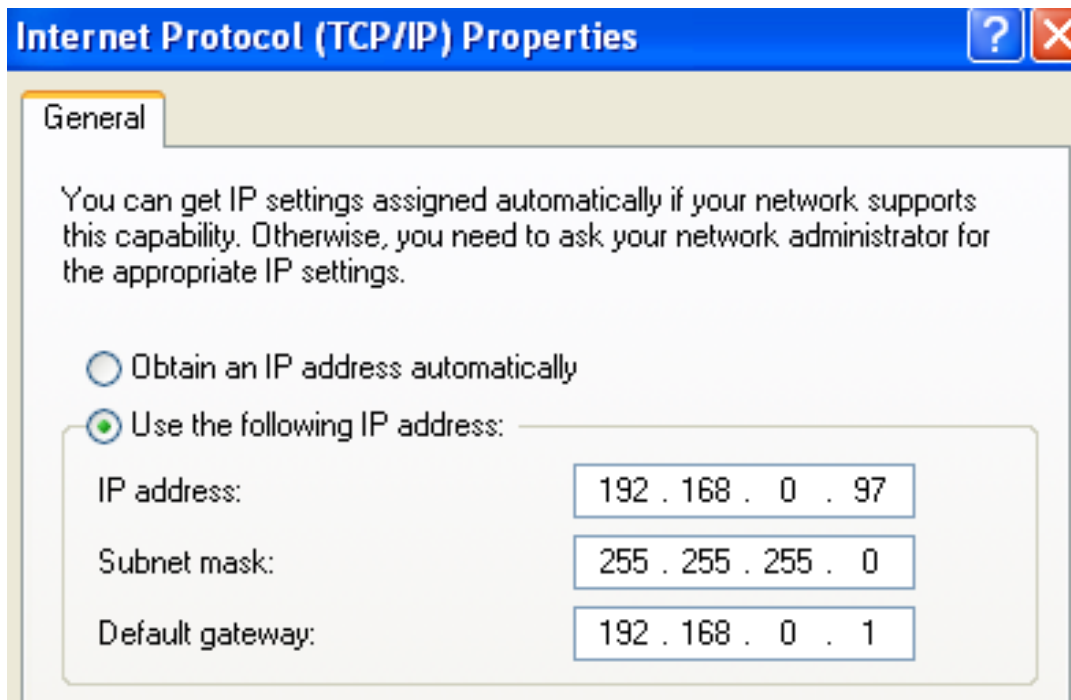 Internet Protocol (TCP/IP) Properties
General
You can get IP settings assigned automatically if your network supports
this capability. Otherwise, you need to ask your network administrator for
the appropriate IP settings.
Obtain an IP address automatically
Use the following IP address:
IP address: 192 . 168 . 0 . 97
Subnet mask: 255 . 255 . 255 . 0
Default gateway: 192 . 168 . 0 . 1